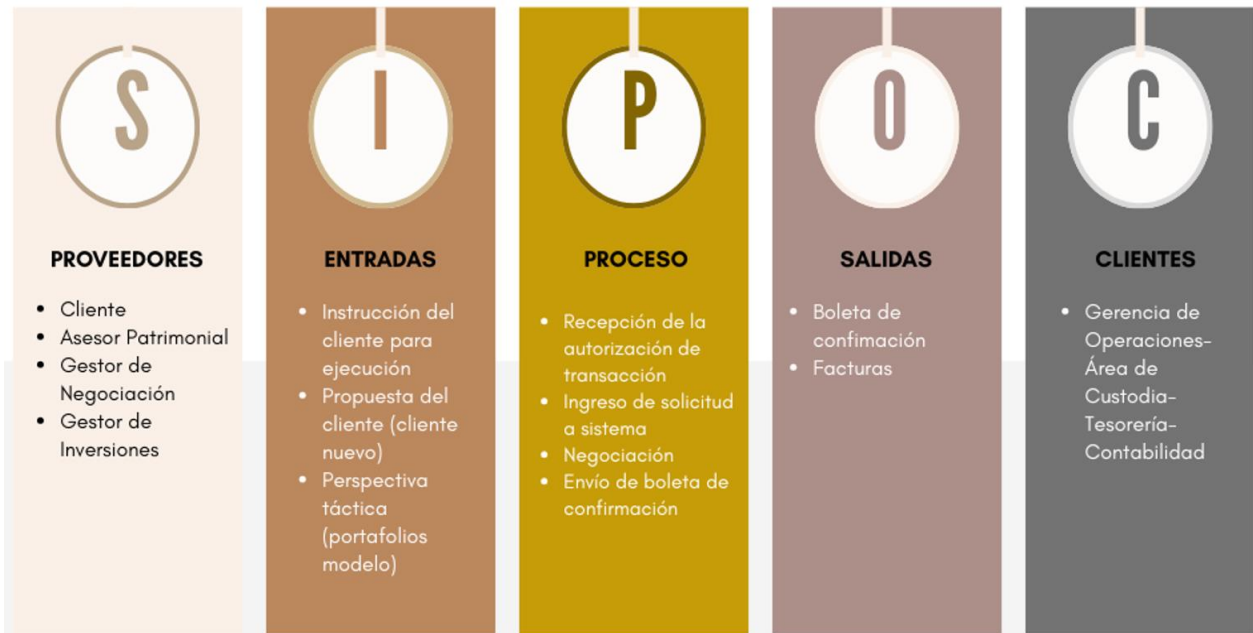 S
PROVEEDORES
• Cliente
• Asesor Patrimonial
• Gestor de
Negociación
• Gestor de
Inversiones
I
ENTRADAS
• Instrucción del
cliente para
ejecución
• Propuesta del
cliente (cliente
nuevo)
• Perspectiva
táctica
(portafolios
modelo)
P
PROCESO
• Recepción de la
autorización de
transacción
• Ingreso de solicitud
a sistema
• Negociación
• Envío de boleta de
confirmación
O
SALIDAS
• Boleta de
confimación
• Facturas
C
CLIENTES
• Gerencia de
Operaciones-
Área de
Custodia-
Tesorería-
Contabilidad